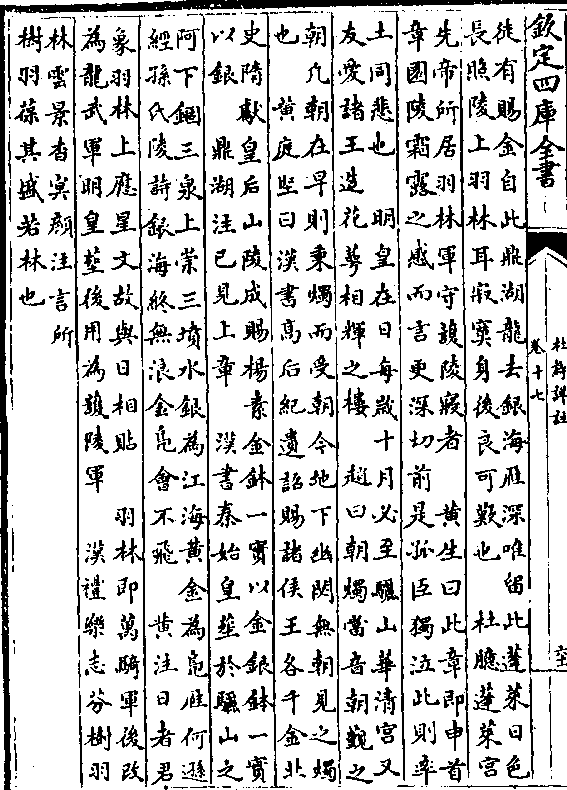 欽定四庫全書
杜詩詳註
卷十七
徒有賜金自此鼎湖龍去銀海雁深唯留此蓬萊日色
長照陵上羽林耳寂寞身後良可歎也　杜臆蓬萊宮
先帝所居羽林軍守護陵寢者　黄生曰此章即申首
章園陵霜露之感而言更深切前是孤臣獨泣此則率
土同悲也　明皇在日每歲十月必至驪山華清宮又
友愛諸王造花萼相輝之樓　趙曰朝燭當音朝覲之
朝凡朝在早則秉燭而受朝今地下幽閟無朝見之燭
也　黄庭堅曰漢書高后紀遺詔賜諸侯王各千金北
史隋獻皇后山陵成賜楊素金鉢一實以金銀鉢一實
以銀　鼎湖注已見上章　漢書秦始皇塟於驪山之
阿下錮三泉上崇三墳水銀為江海黄金為鳧雁何遜
經孫氏陵詩銀海終無浪金鳧會不飛　黄注日者君
象羽林上應星文故與日相貼　羽林即萬騎軍後改
為龍武軍明皇塟後用為護陵軍　漢禮樂志芬樹羽
林雲景杳冥顔注言所
樹羽葆其盛若林也